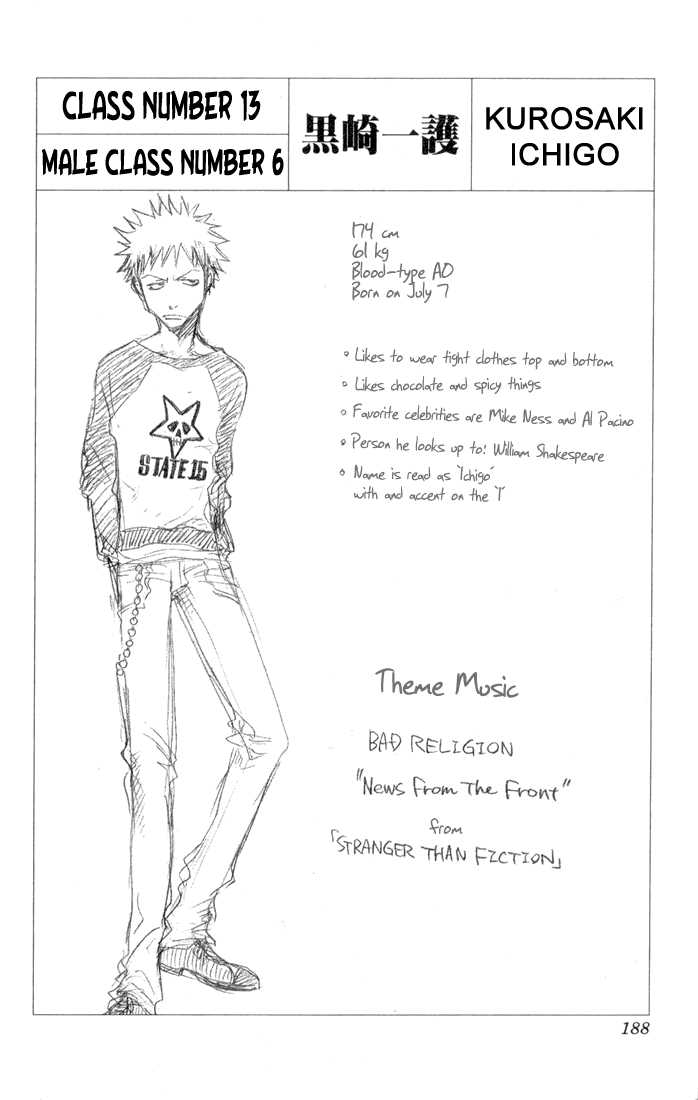 CLASS NUMBER 13
MALE CLASS NUMBER 6
黒崎一護
KUROSAKI
ICHIGO
174 cm
61 kg
Blood-type AO
Born on July 7
• Likes to wear tight clothes top and bottom
• Likes chocolate and spicy things
• Favorite celebrities are Mike Ness and Al Pacino
• Person he looks up to: William Shakespeare
• Name is read as 'Ichigo'
with and accent on the 'I'
STATE 15
Theme Music
BAD RELIGION
"News From The Front"
from
「STRANGER THAN FICTION」
188